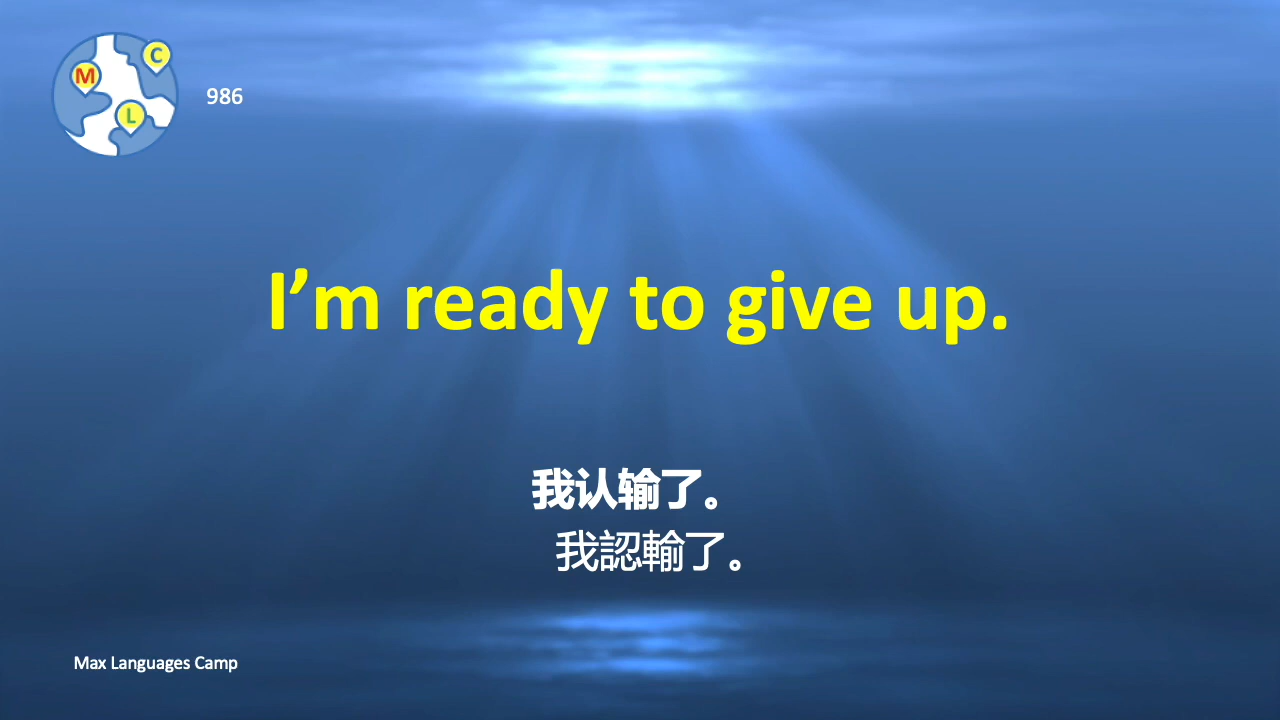 C
M
L
986
I’m ready to give up.
我认输了。
我認輸了。
Max Languages Camp